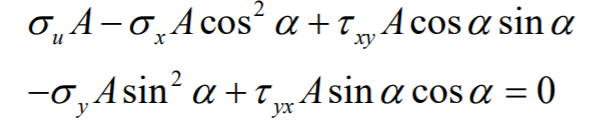 σ_u A − σ_x A cos² α + τ_xy A cos α sin α
−σ_y A sin² α + τ_yx A sin α cos α = 0